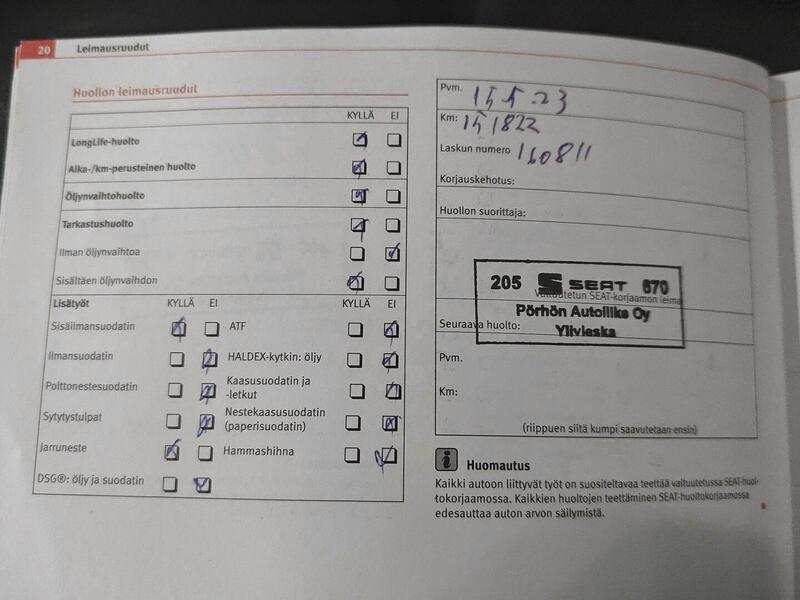 20 Leimausruudut
Huollon leimausruudut
KYLLÄ EI
LongLife-huolto
Aika-/km-perusteinen huolto
Öljynvaihtohuolto
Tarkastushuolto
Ilman öljynvaihtoa
Sisältäen öljynvaihdon
Lisätyöt KYLLÄ EI KYLLÄ EI
Sisäilmansuodatin ATF
Ilmansuodatin HALDEX-kytkin: öljy
Polttonestesuodatin Kaasusuodatin ja
-letkut
Sytytystulpat Nestekaasusuodatin
(paperisuodatin)
Jarruneste Hammashihna
DSG®: öljy ja suodatin
Pvm. 15.5.23
Km: 151822
Laskun numero 160811
Korjauskehotus:
Huollon suorittaja:
205 SEAT 670
Valtuutetun SEAT-korjaamon leima
Pörhön Autoliike Oy
Ylivieska
Seuraava huolto:
Pvm.
Km:
(riippuen siitä kumpi saavutetaan ensin)
i Huomautus
Kaikki autoon liittyvät työt on suositeltavaa teettää valtuutetussa SEAT-huol-
tokorjaamossa. Kaikkien huoltojen teettäminen SEAT-huoltokorjaamossa
edesauttaa auton arvon säilymistä.